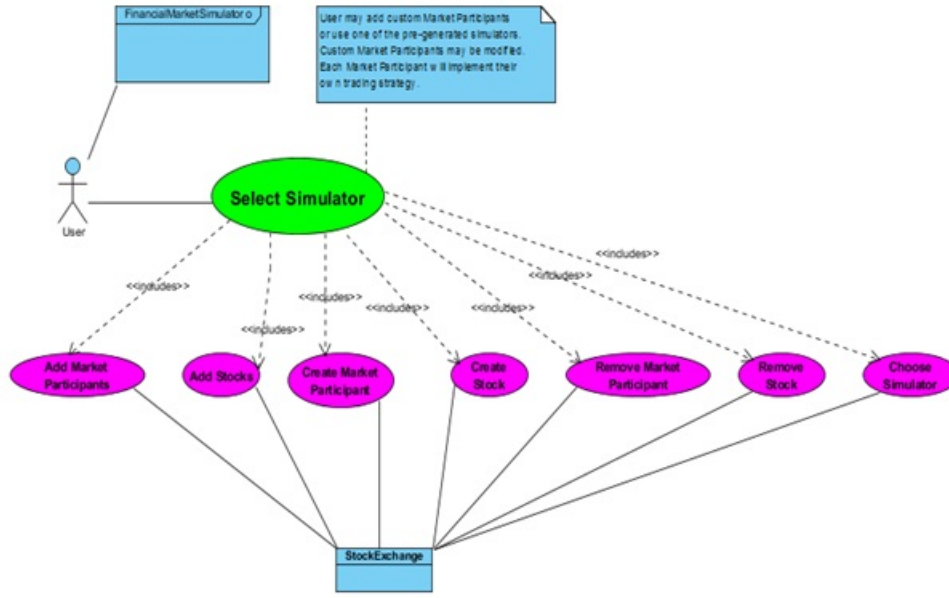 FinancialMarketSimulator
User may add custom Market Participants
or use one of the pre-generated simulators.
Custom Market Participants may be modified.
Each Market Participant will implement their
own trading strategy.
Select Simulator
User
<<includes>>
<<includes>>
<<includes>>
<<includes>>
<<includes>>
<<includes>>
<<includes>>
Add Market
Participants
Add Stocks
Create Market
Participant
Create
Stock
Remove Market
Participant
Remove
Stock
Choose
Simulator
StockExchange